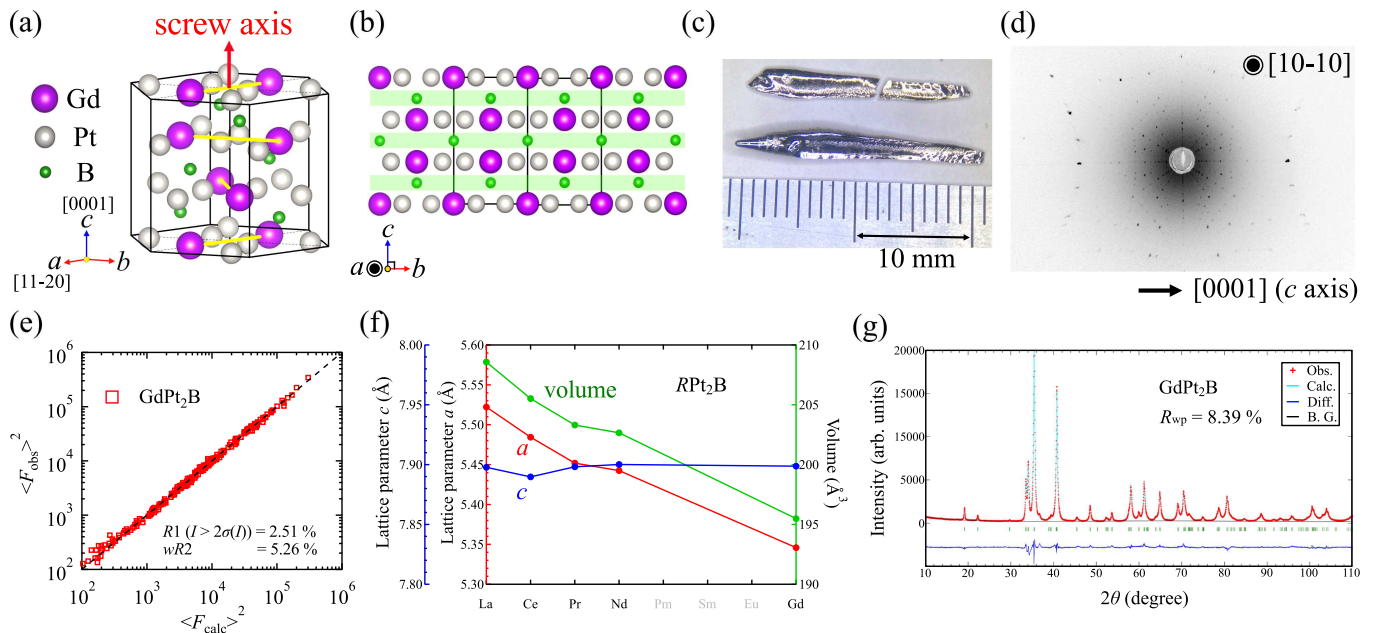 (a)
screw axis
Gd
Pt
B
[0001]
c
a
b
[11-20]
(b)
c
a
b
(c)
10 mm
(d)
[10-10]
[0001] (c axis)
(e)
10^6
10^5
10^4
10^3
10^2
<F_obs>^2
GdPt_2B
R1 (I > 2σ(I)) = 2.51 %
wR2 = 5.26 %
10^2 10^3 10^4 10^5 10^6
<F_calc>^2
(f)
8.00
7.95
7.90
7.85
7.80
Lattice parameter c (Å)
5.60
5.55
5.50
5.45
5.40
5.35
5.30
Lattice parameter a (Å)
volume
RPt_2B
a
c
210
205
200
195
190
Volume (Å^3)
La Ce Pr Nd Pm Sm Eu Gd
(g)
20000
15000
10000
5000
0
Intensity (arb. units)
GdPt_2B
R_wp = 8.39 %
Obs.
Calc.
Diff.
B. G.
10 20 30 40 50 60 70 80 90 100 110
2θ (degree)